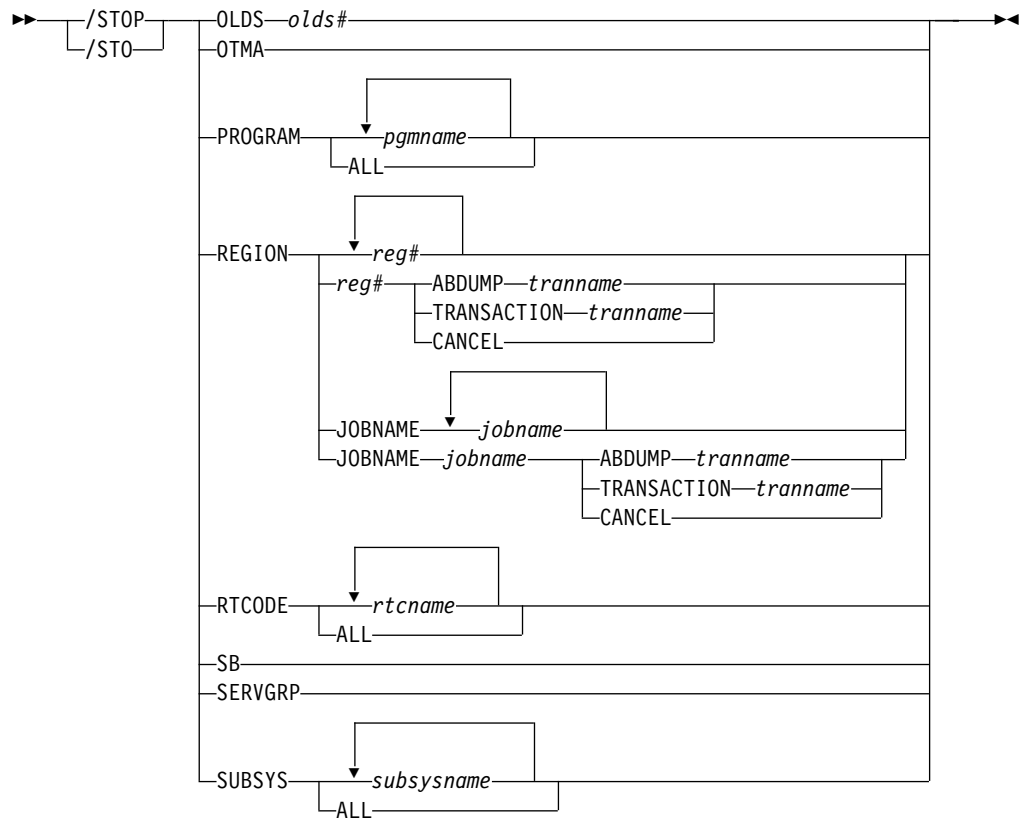 /STOP OLDS olds#
/STO OTMA
PROGRAM pgmname
ALL
REGION reg#
reg# ABDUMP tranname
TRANSACTION tranname
CANCEL
JOBNAME jobname
JOBNAME jobname ABDUMP tranname
TRANSACTION tranname
CANCEL
RTCODE rtcname
ALL
SB
SERVGRP
SUBSYS subsysname
ALL